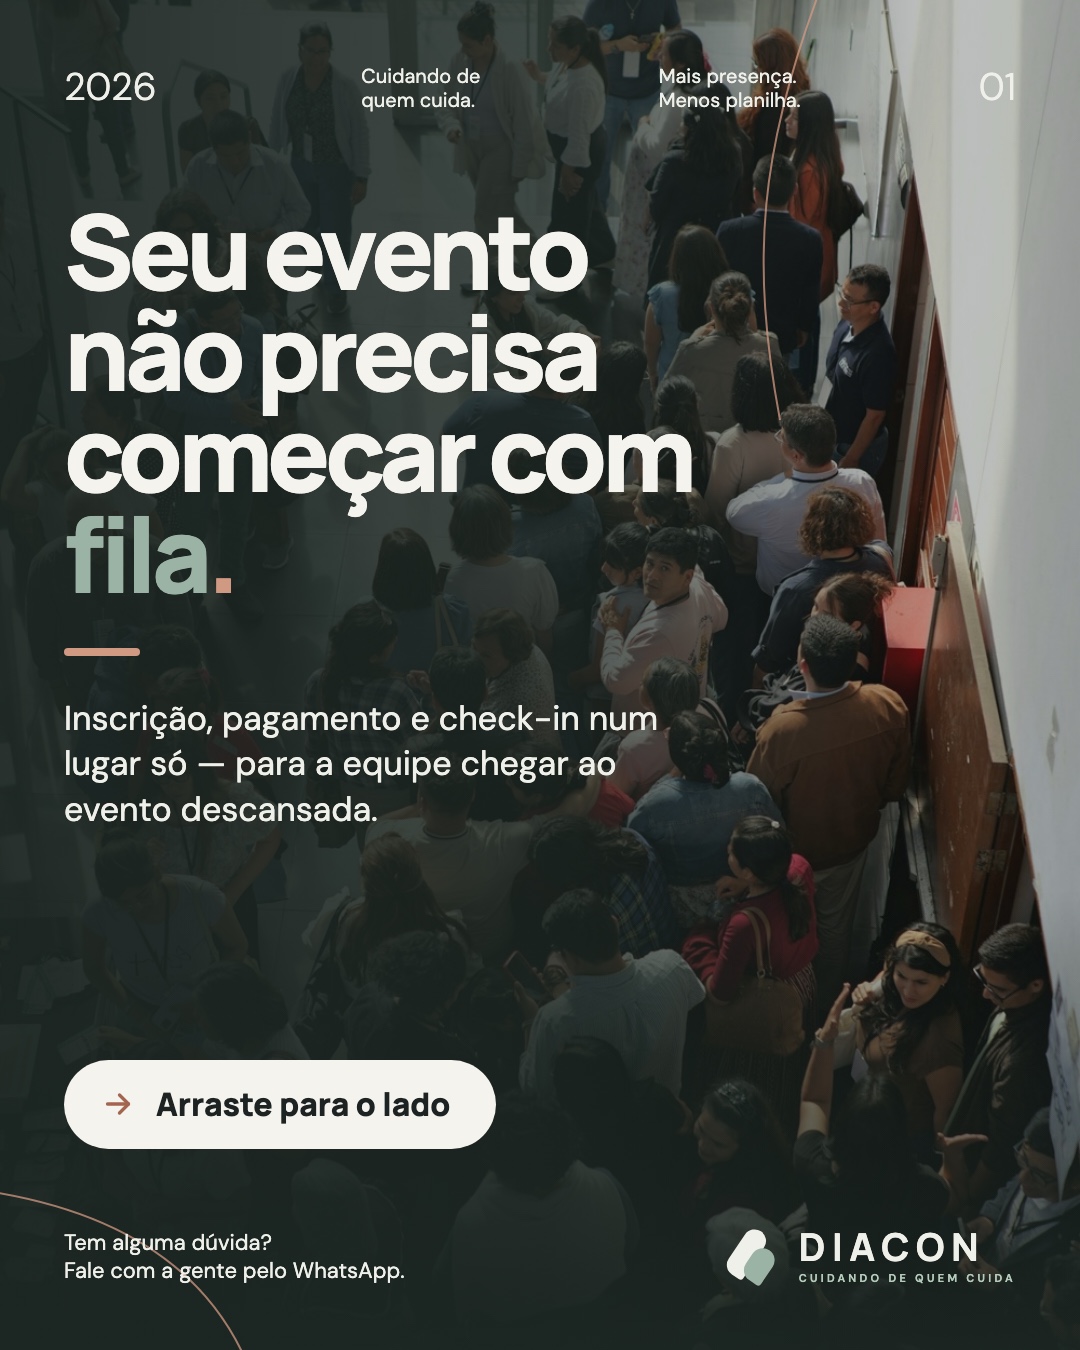 2026
Cuidando de
quem cuida.
Mais presença.
Menos planilha.
01
Seu evento
não precisa
começar com
fila.
Inscrição, pagamento e check-in num
lugar só — para a equipe chegar ao
evento descansada.
→ Arraste para o lado
Tem alguma dúvida?
Fale com a gente pelo WhatsApp.
DIACON
CUIDANDO DE QUEM CUIDA